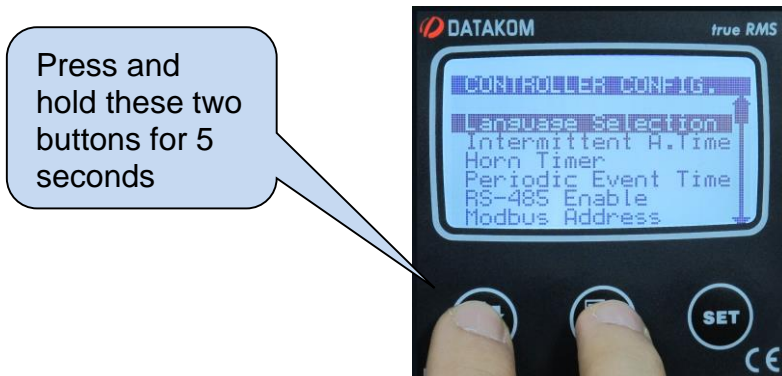 Press and
hold these two
buttons for 5
seconds
DATAKOM
true RMS
CONTROLLER CONFIG.
Language Selection
Intermittent A.Time
Horn Timer
Periodic Event Time
RS-485 Enable
Modbus Address
SET
CE